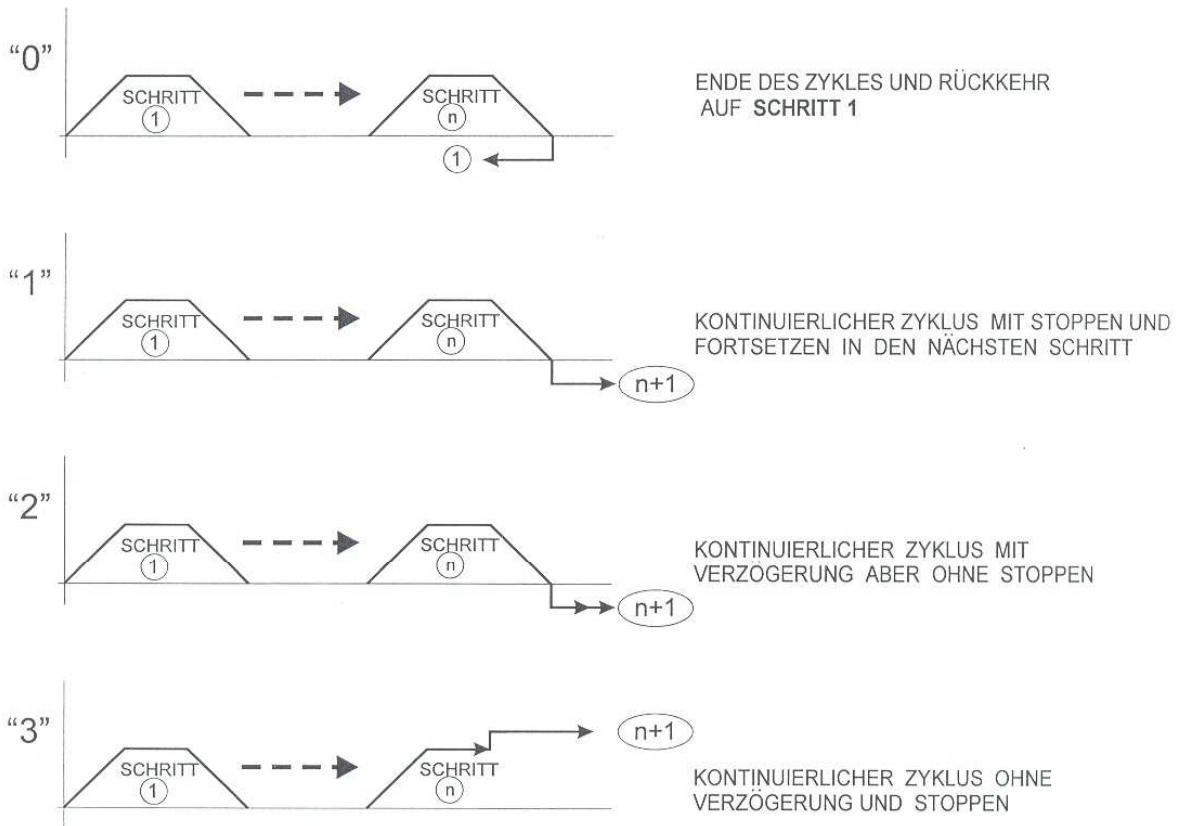 “0”
SCHRITT
1
SCHRITT
n
1
ENDE DES ZYKLES UND RÜCKKEHR
AUF SCHRITT 1
“1”
SCHRITT
1
SCHRITT
n
n+1
KONTINUIERLICHER ZYKLUS MIT STOPPEN UND
FORTSETZEN IN DEN NÄCHSTEN SCHRITT
“2”
SCHRITT
1
SCHRITT
n
n+1
KONTINUIERLICHER ZYKLUS MIT
VERZÖGERUNG ABER OHNE STOPPEN
“3”
SCHRITT
1
SCHRITT
n
n+1
KONTINUIERLICHER ZYKLUS OHNE
VERZÖGERUNG UND STOPPEN